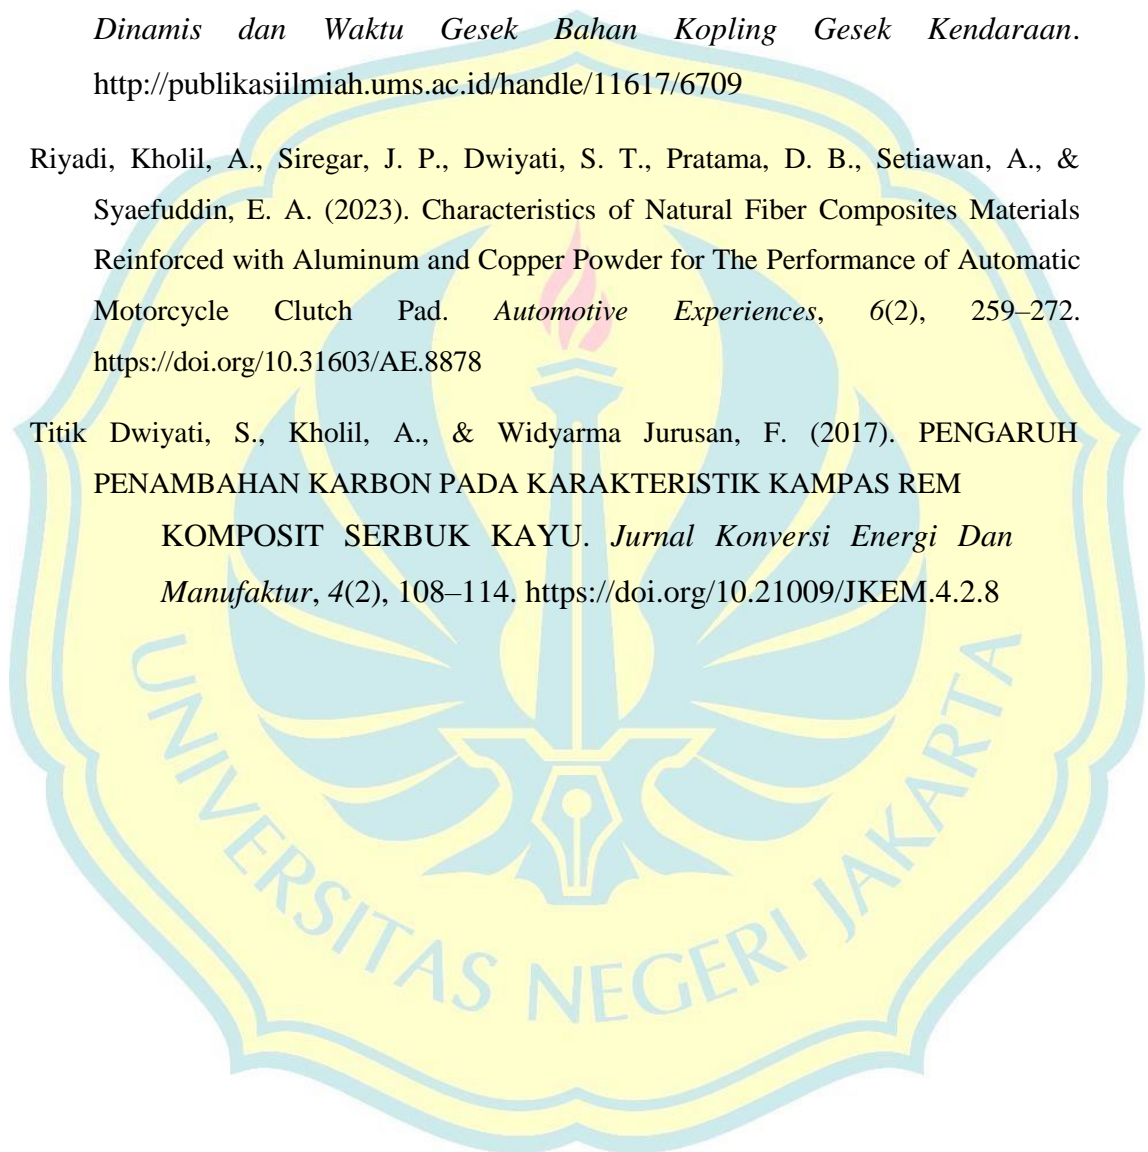 Dinamis dan Waktu Gesek Bahan Kopling Gesek Kendaraan.
http://publikasiilmiah.ums.ac.id/handle/11617/6709
Riyadi, Kholil, A., Siregar, J. P., Dwiyati, S. T., Pratama, D. B., Setiawan, A., &
Syaefuddin, E. A. (2023). Characteristics of Natural Fiber Composites Materials
Reinforced with Aluminum and Copper Powder for The Performance of Automatic
Motorcycle Clutch Pad. Automotive Experiences, 6(2), 259–272.
https://doi.org/10.31603/AE.8878
Titik Dwiyati, S., Kholil, A., & Widyarma Jurusan, F. (2017). PENGARUH
PENAMBAHAN KARBON PADA KARAKTERISTIK KAMPAS REM
KOMPOSIT SERBUK KAYU. Jurnal Konversi Energi Dan
Manufaktur, 4(2), 108–114. https://doi.org/10.21009/JKEM.4.2.8
UNIVERSITAS NEGERI JAKARTA